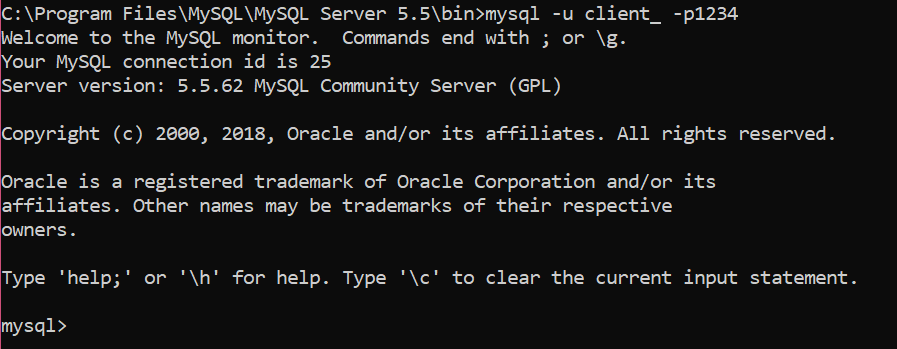 C:\Program Files\MySQL\MySQL Server 5.5\bin>mysql -u client_ -p1234
Welcome to the MySQL monitor.  Commands end with ; or \g.
Your MySQL connection id is 25
Server version: 5.5.62 MySQL Community Server (GPL)

Copyright (c) 2000, 2018, Oracle and/or its affiliates. All rights reserved.

Oracle is a registered trademark of Oracle Corporation and/or its
affiliates. Other names may be trademarks of their respective
owners.

Type 'help;' or '\h' for help. Type '\c' to clear the current input statement.

mysql>